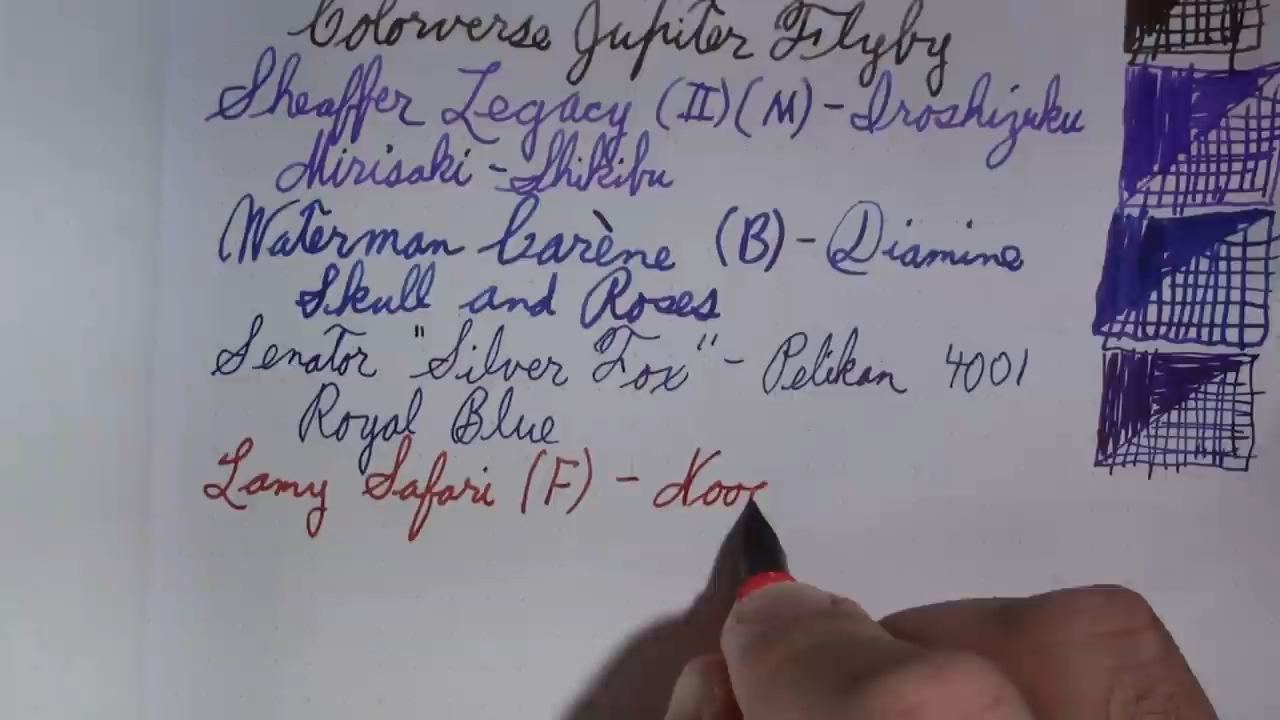 Colorverse Jupiter Flyby
Sheaffer Legacy (II)(M) - Iroshizuku
Mirisaki - Shikibu
Waterman Carène (B) - Diamine
Skull and Roses
Senator "Silver Fox" - Pelikan 4001
Royal Blue
Lamy Safari (F) - Noo